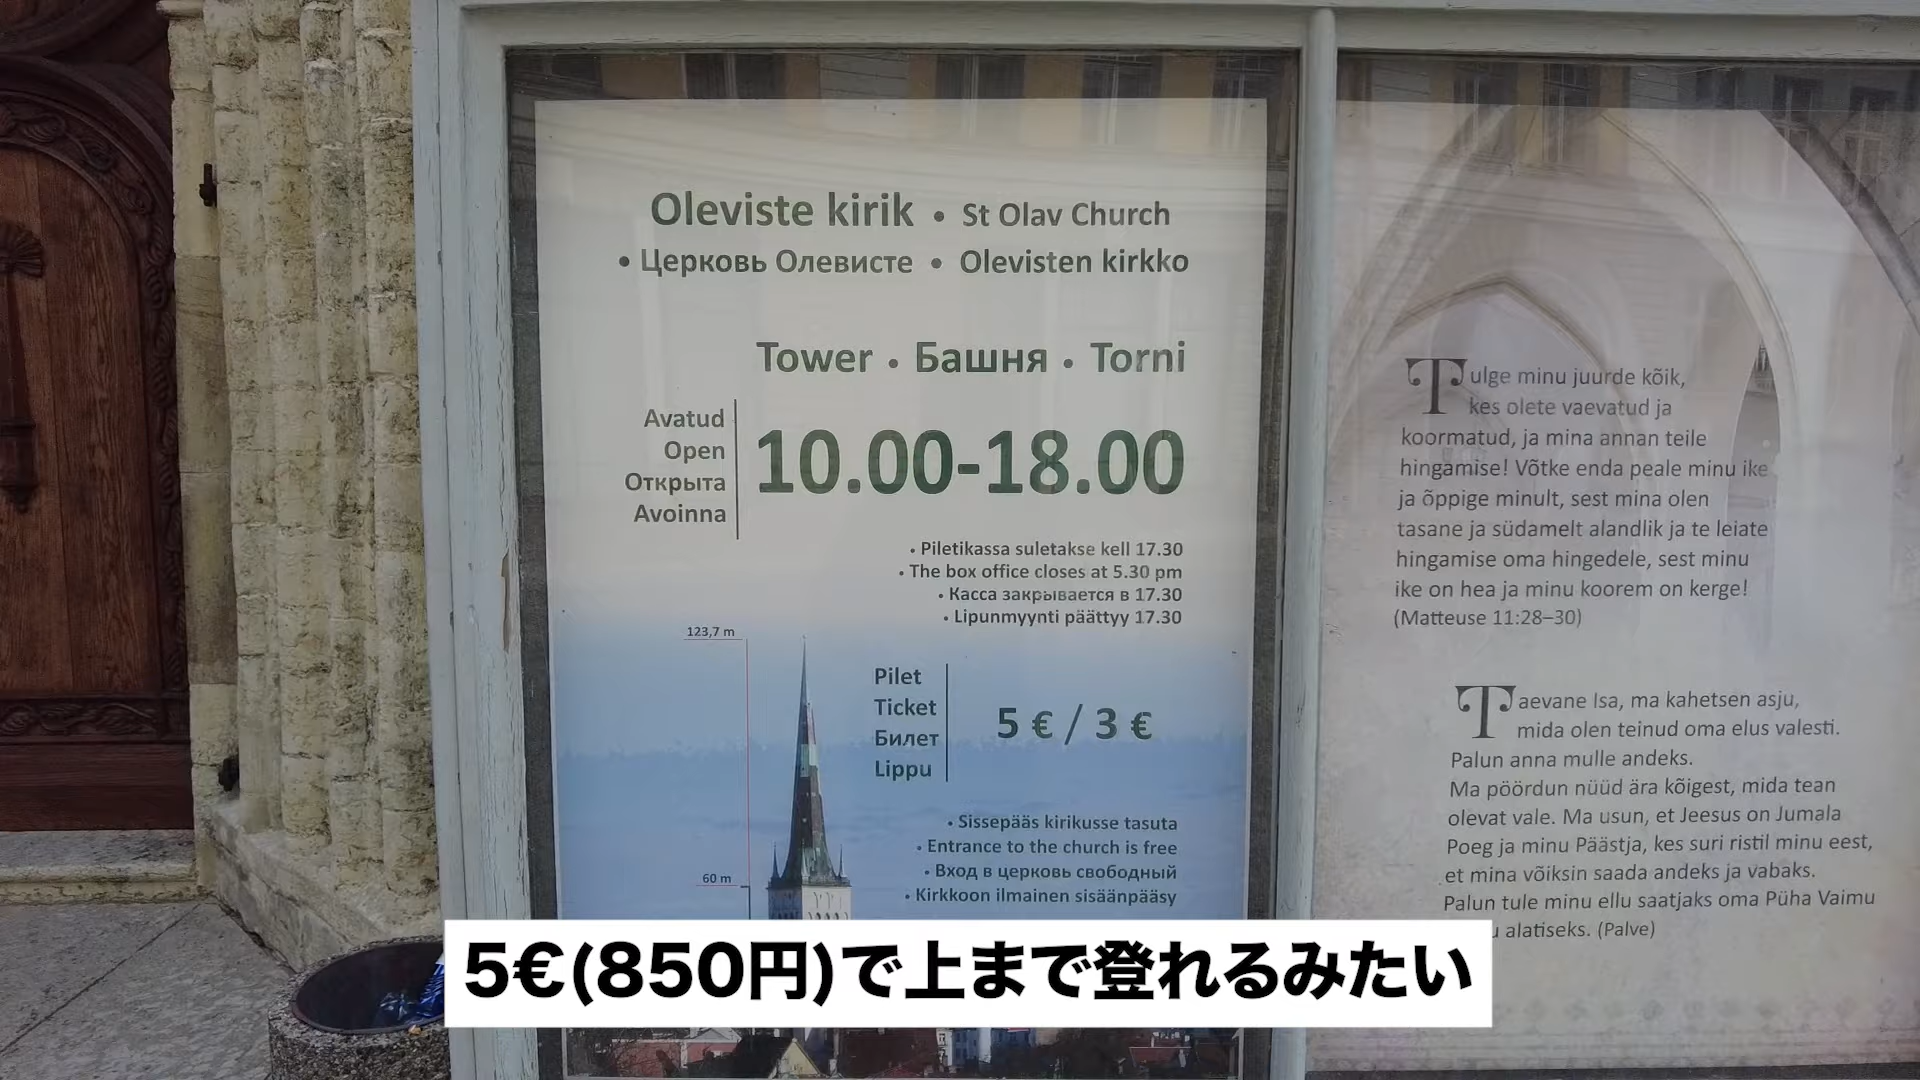 Oleviste kirik • St Olav Church
• Церковь Олевисте • Olevisten kirkko
Tower • Башня • Torni
Avatud
Open
Открыта
Avoinna
10.00-18.00
• Piletikassa suletakse kell 17.30
• The box office closes at 5.30 pm
• Касса закрывается в 17.30
• Lipunmyynti päättyy 17.30
123,7 m
60 m
Pilet
Ticket
Билет
Lippu
5 € / 3 €
• Sissepääs kirikusse tasuta
• Entrance to the church is free
• Вход в церковь свободный
• Kirkkoon ilmainen sisäänpääsy
Tulge minu juurde kõik,
kes olete vaevatud ja
koormatud, ja mina annan teile
hingamise! Võtke enda peale minu ike
ja õppige minult, sest mina olen
tasane ja südamelt alandlik ja te leiate
hingamise oma hingedele, sest minu
ike on hea ja minu koorem on kerge!
(Matteuse 11:28–30)
Taevane Isa, ma kahetsen asju,
mida olen teinud oma elus valesti.
Palun anna mulle andeks.
Ma pöördun nüüd ära kõigest, mida tean
olevat vale. Ma usun, et Jeesus on Jumala
Poeg ja minu Päästja, kes suri ristil minu eest,
et mina võiksin saada andeks ja vabaks.
Palun tule minu ellu saatjaks oma Püha Vaimu
alatiseks. (Palve)
5€(850円)で上まで登れるみたい